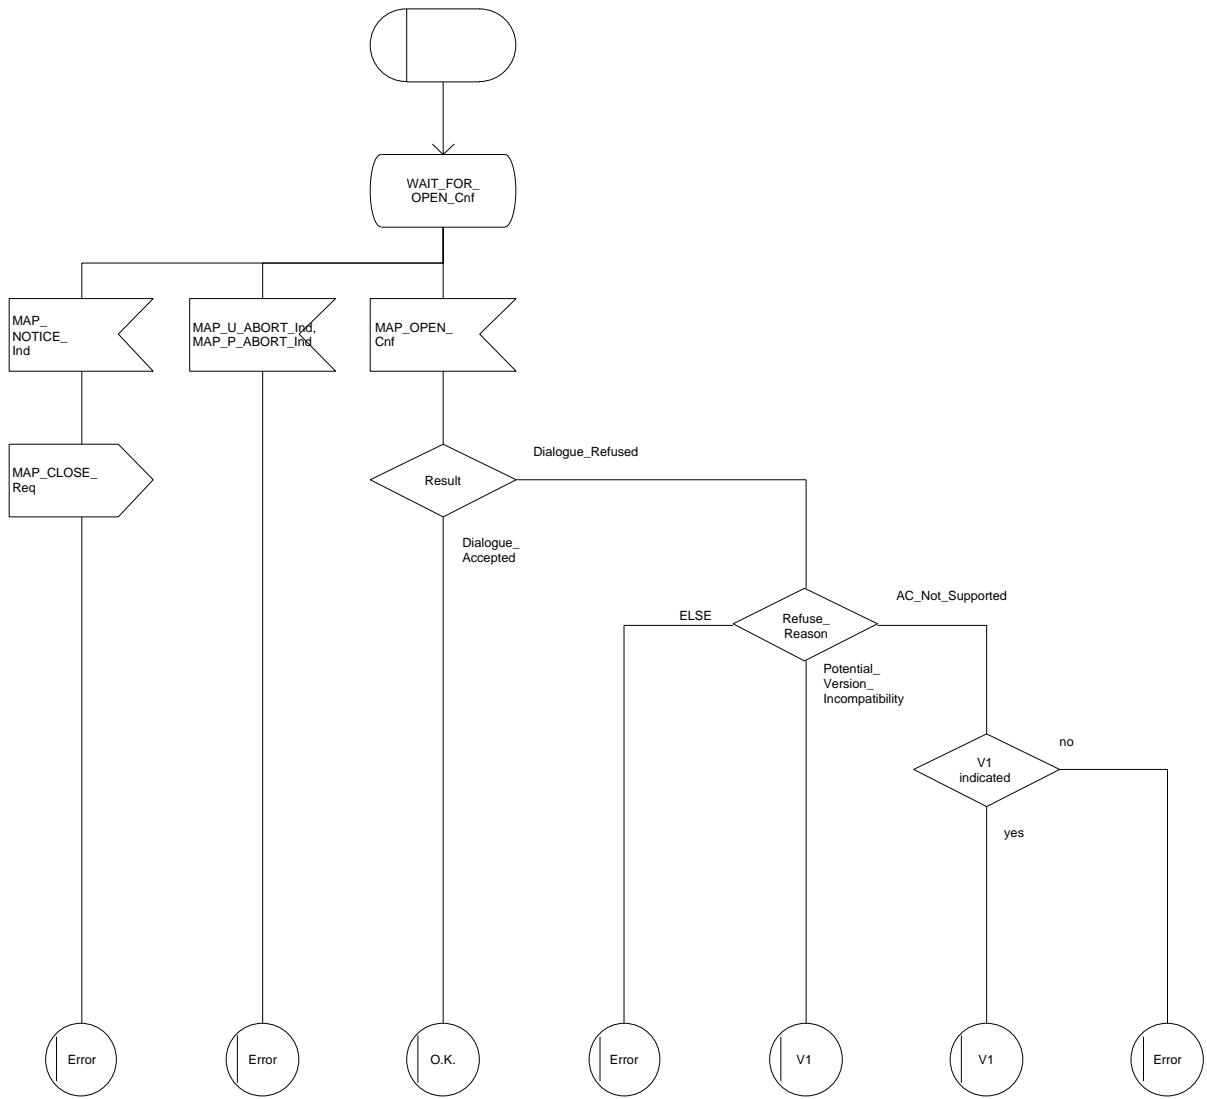 WAIT_FOR_
OPEN_Cnf
MAP_
NOTICE_
Ind
MAP_U_ABORT_Ind,
MAP_P_ABORT_Ind
MAP_OPEN_
Cnf
MAP_CLOSE_
Req
Result
Dialogue_Refused
Dialogue_
Accepted
ELSE
Refuse_
Reason
AC_Not_Supported
Potential_
Version_
Incompatibility
V1
indicated
no
yes
Error
Error
O.K.
Error
V1
V1
Error